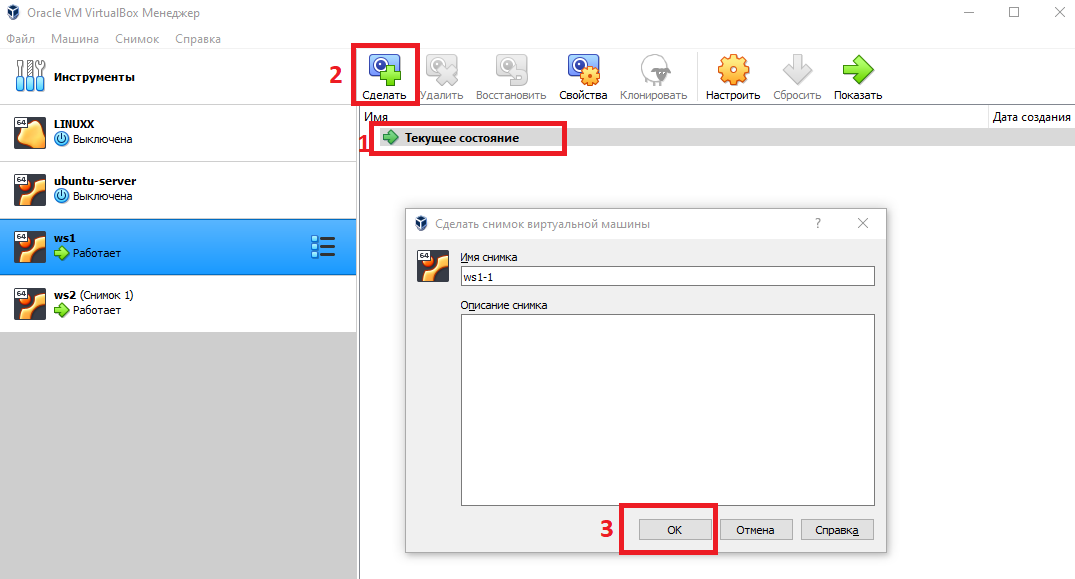 Oracle VM VirtualBox Менеджер
Файл Машина Снимок Справка
Инструменты
2
Сделать Удалить Восстановить Свойства Клонировать Настроить Сбросить Показать
Имя Дата создания
1 Текущее состояние
64 LINUXX
Выключена
64 ubuntu-server
Выключена
64 ws1
Работает
64 ws2 (Снимок 1)
Работает
Сделать снимок виртуальной машины ?
64 Имя снимка
ws1-1
Описание снимка
3 OK Отмена Справка